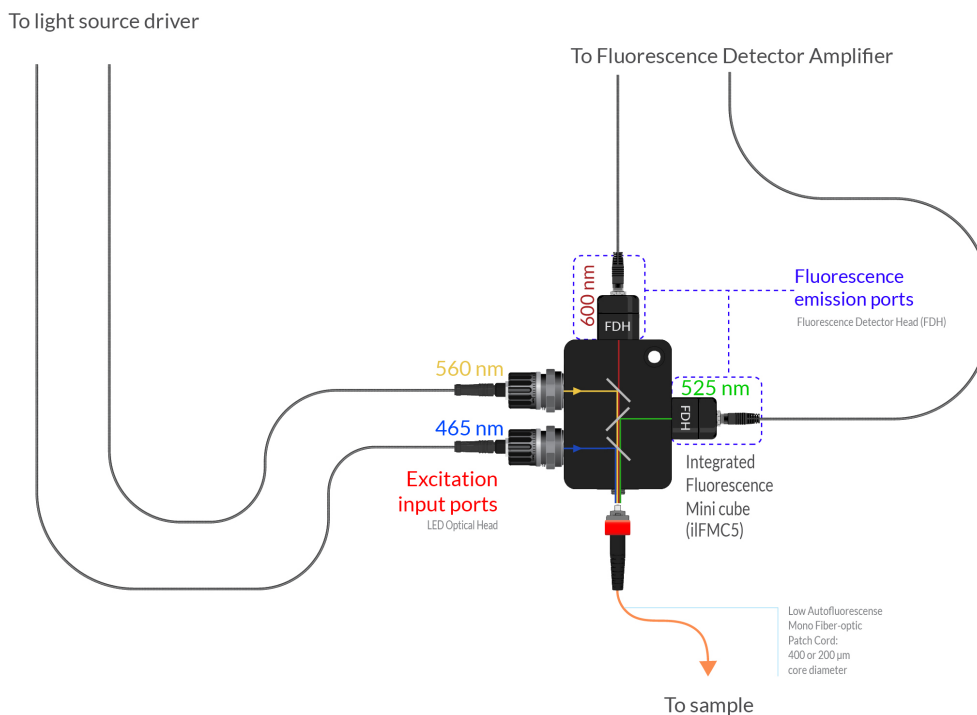 To light source driver
To Fluorescence Detector Amplifier
600 nm
FDH
Fluorescence
emission ports
Fluorescence Detector Head (FDH)
560 nm
525 nm
FDH
465 nm
Excitation
input ports
LED Optical Head
Integrated
Fluorescence
Mini cube
(iIFMC5)
Low Autofluorescense
Mono Fiber-optic
Patch Cord:
400 or 200 μm
core diameter
To sample